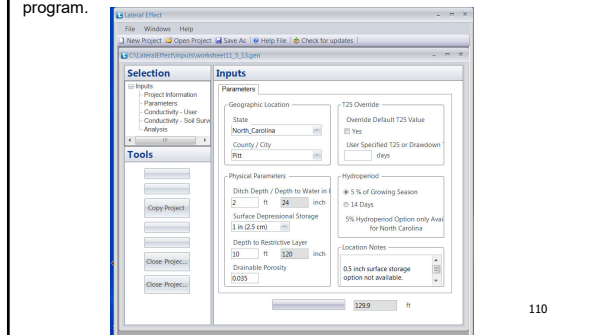 program.
Lateral Effect
File Windows Help
New Project Open Project Save As Help File Check for updates
C:\LateralEffect\inputs\worksheet11_5_13.gen
Selection
Inputs
Project Information
Parameters
Conductivity - User
Conductivity - Soil Surve
Analysis
Tools
Copy Project
Close Projec...
Close Projec...
Inputs
Parameters
Geographic Location
State
North_Carolina
County / City
Pitt
T25 Override
Override Default T25 Value
Yes
User Specified T25 or Drawdown
days
Physical Parameters
Ditch Depth / Depth to Water in
2 ft 24 inch
Surface Depressional Storage
1 in (2.5 cm)
Depth to Restrictive Layer
10 ft 120 inch
Drainable Porosity
0.035
Hydroperiod
5 % of Growing Season
14 Days
5% Hydroperiod Option only Avai
for North Carolina
Location Notes
0.5 inch surface storage
option not available.
129.9 ft
110